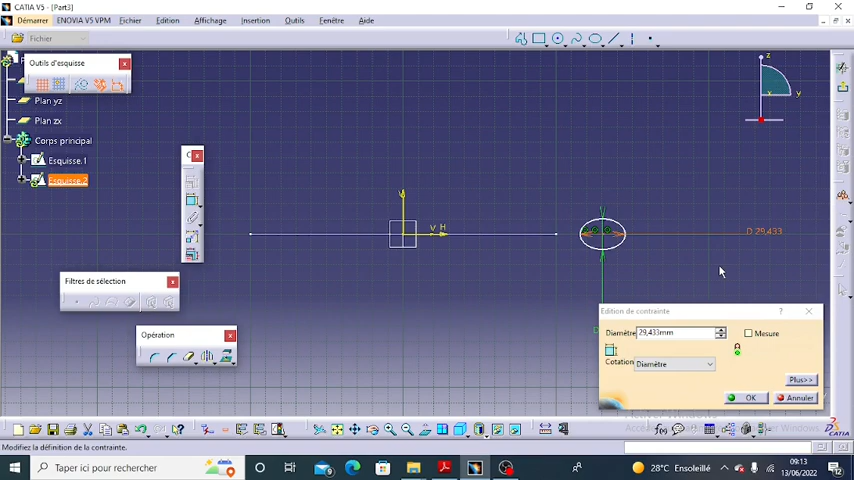 CATIA V5 - [Part3]
Démarrer ENOVIA V5 VPM Fichier Edition Affichage Insertion Outils Fenêtre Aide
Fichier
Outils d'esquisse
Plan yz
Plan zx
Corps principal
Esquisse.1
Esquisse.2
z
y
x
V H
D 29,433
Filtres de sélection
Opération
Edition de contrainte
Diamètre 29,433mm
Mesure
Cotation Diamètre
Plus>>
OK Annuler
Modifiez la définition de la contrainte.
CATIA
Taper ici pour rechercher
28°C Ensoleillé
09:13
13/06/2022